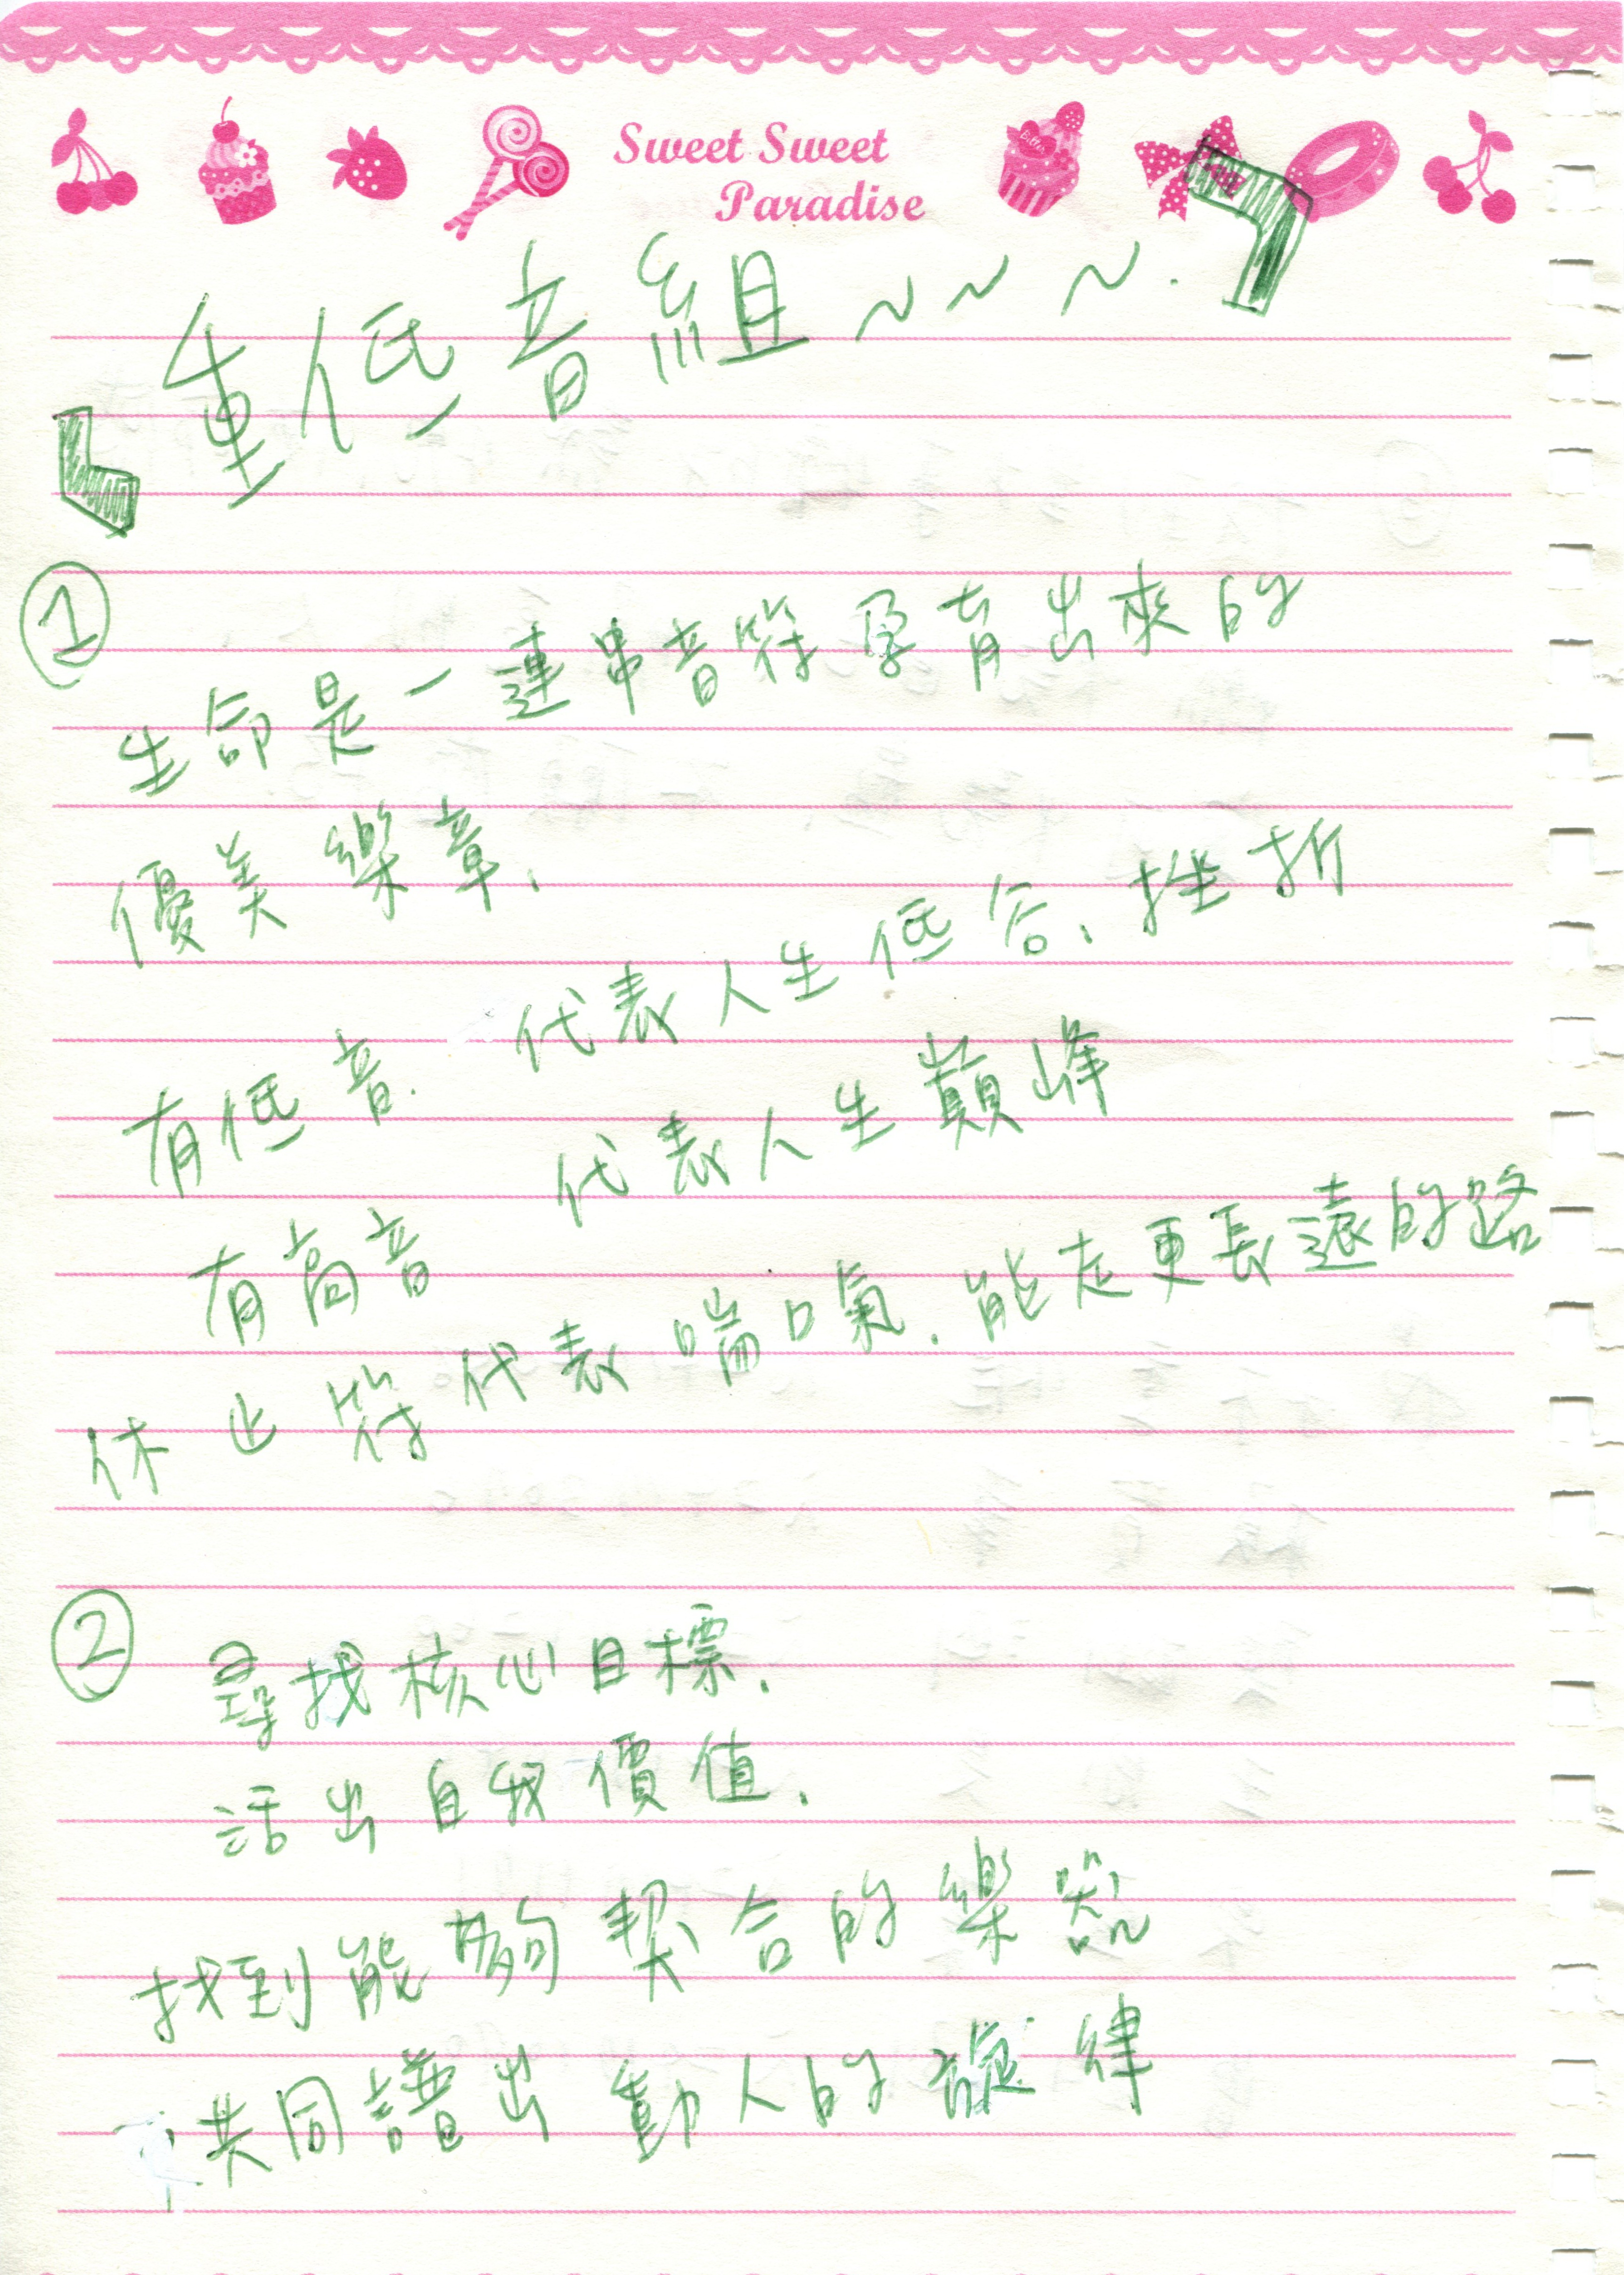 Sweet Sweet
Paradise
「重低音組～～～.」
①
生命是一連串音符孕育出來的
優美樂章、
有低音. 代表人生低谷、挫折
有高音 代表人生巔峰
休止符代表喘口氣.能走更長遠的路
②
尋找核心目標.
活出自我價值.
找到能夠契合的樂器
共同譜出動人的旋律